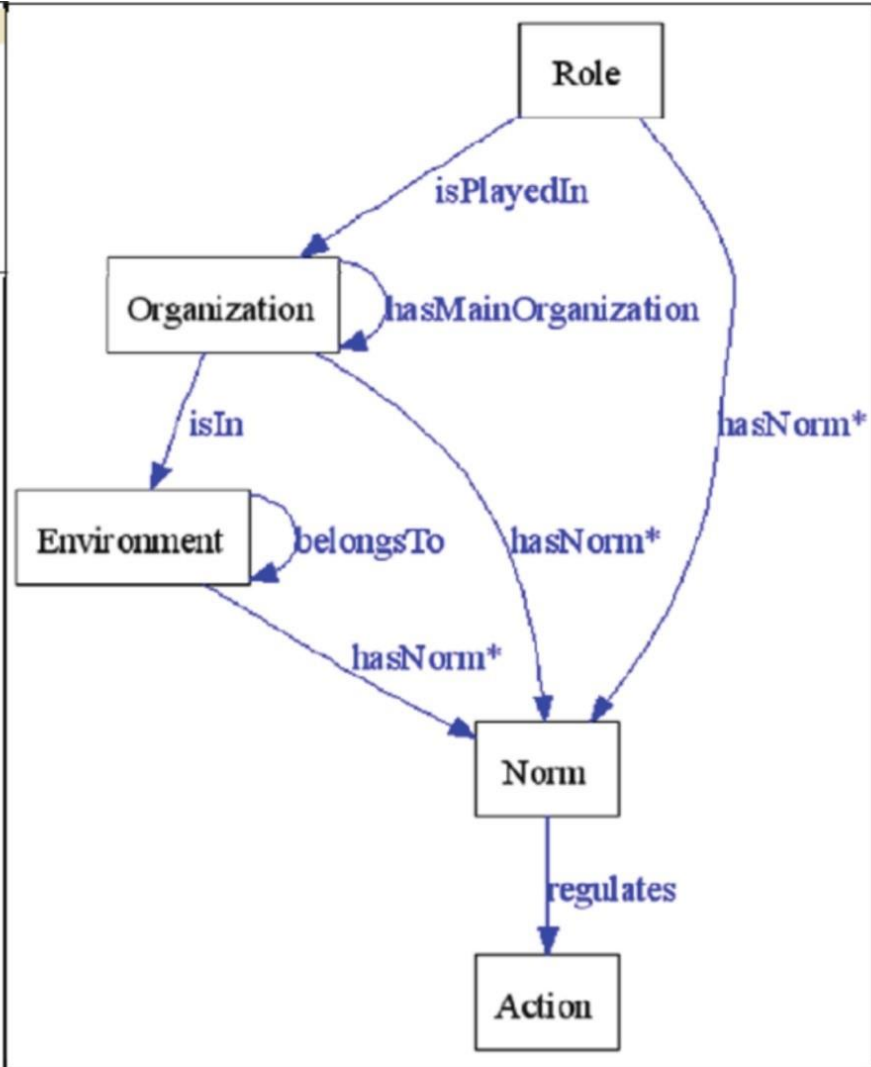 Role
isPlayedIn
Organization
hasMainOrganization
isIn
hasNorm*
Environment
belongsTo
hasNorm*
hasNorm*
Norm
regulates
Action